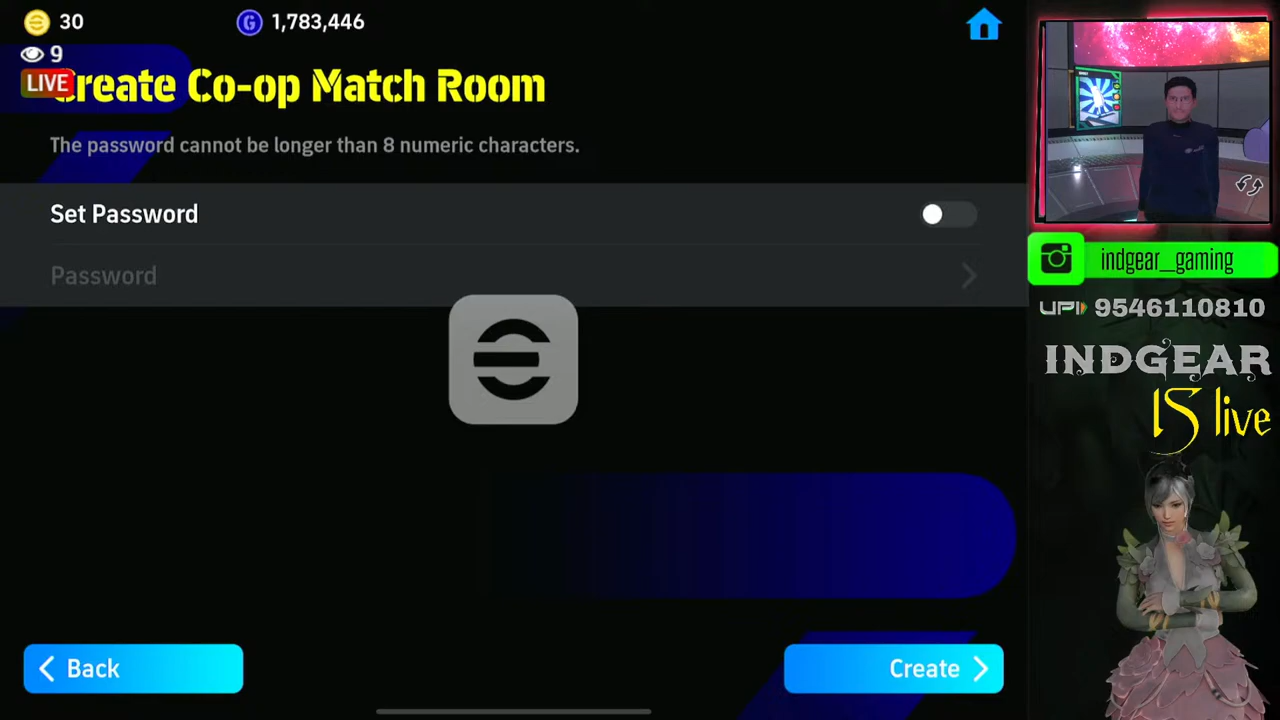 30
1,783,446
9
LIVE
Create Co-op Match Room
The password cannot be longer than 8 numeric characters.
Set Password
Password
Back
Create
indgear_gaming
UPI 9546110810
INDGEAR
IS live